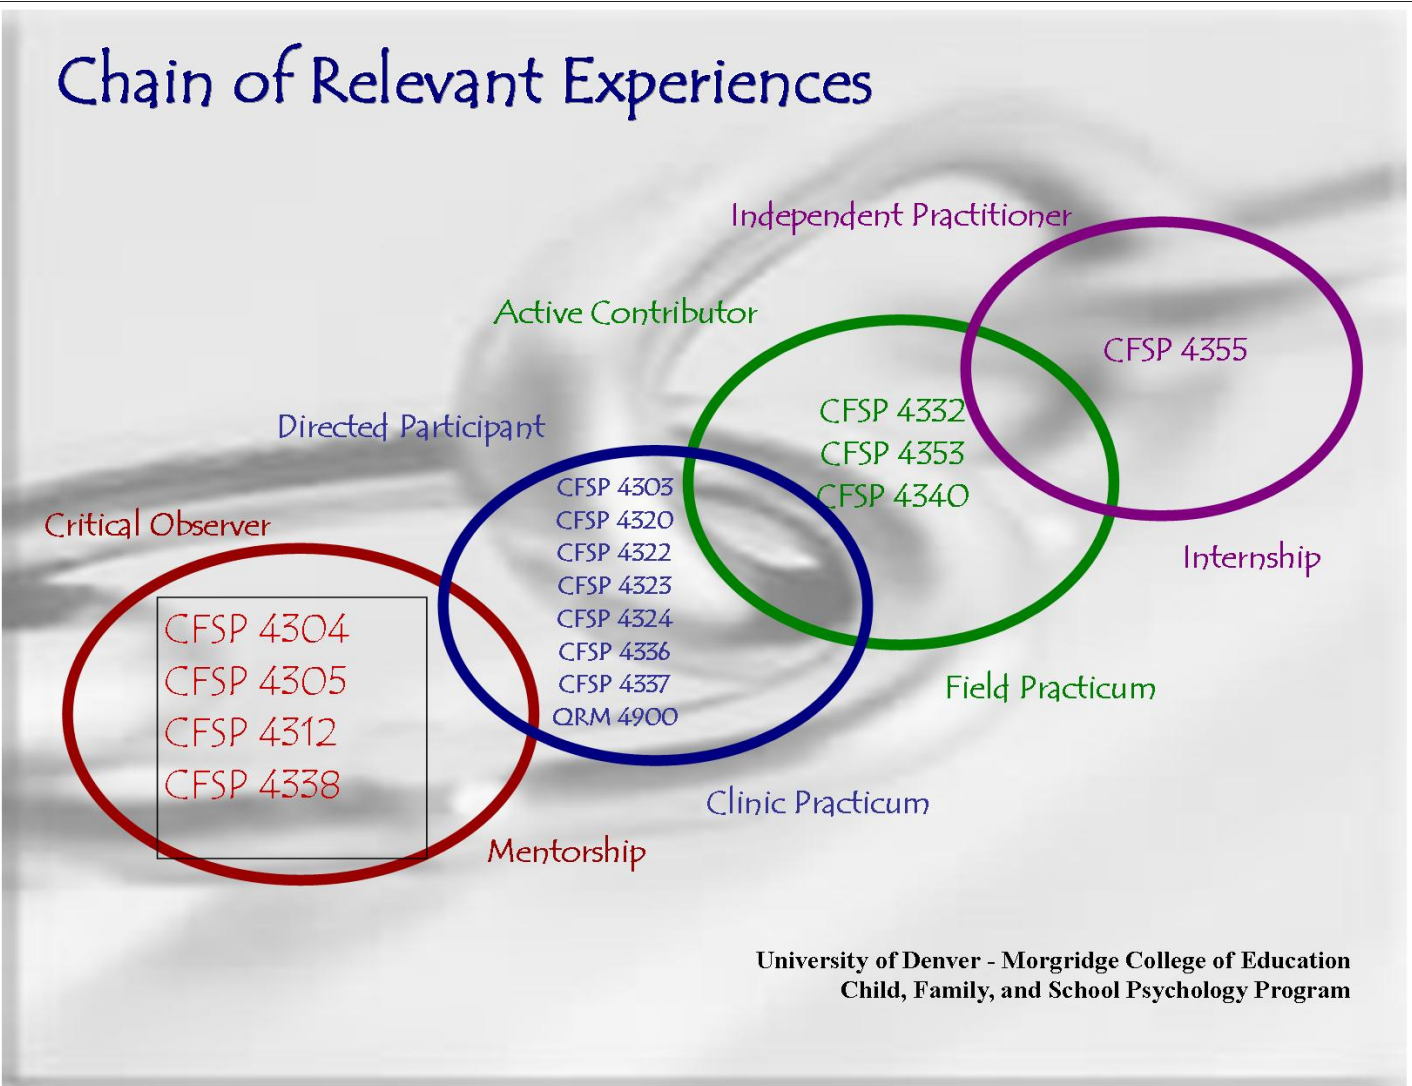 Chain of Relevant Experiences
Independent Practitioner
CFSP 4355
Internship
Active Contributor
CFSP 4332
CFSP 4353
CFSP 4340
Field Practicum
Directed Participant
CFSP 4303
CFSP 4320
CFSP 4322
CFSP 4323
CFSP 4324
CFSP 4336
CFSP 4337
QRM 4900
Clinic Practicum
Critical Observer
CFSP 4304
CFSP 4305
CFSP 4312
CFSP 4338
Mentorship
University of Denver - Morgridge College of Education
Child, Family, and School Psychology Program